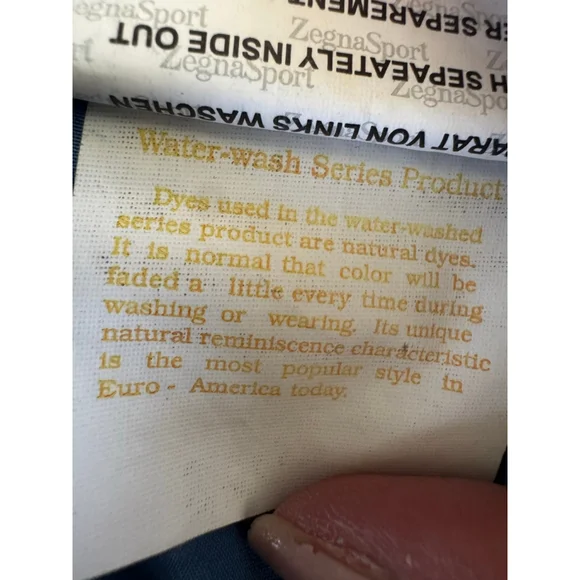 ZegnaSport
R SEPAREMENT
ZegnaSport
H SEPAEATELY INSIDE OUT
ZegnaSport
ZegnaSpo
ARAT VON LINKS WASCHEN
Water-wash Series Product
Dyes used in the water-washed
series product are natural dyes.
It is normal that color will be
faded a little every time during
washing or wearing. Its unique
natural reminiscence characteristic
is the most popular style in
Euro - America today.